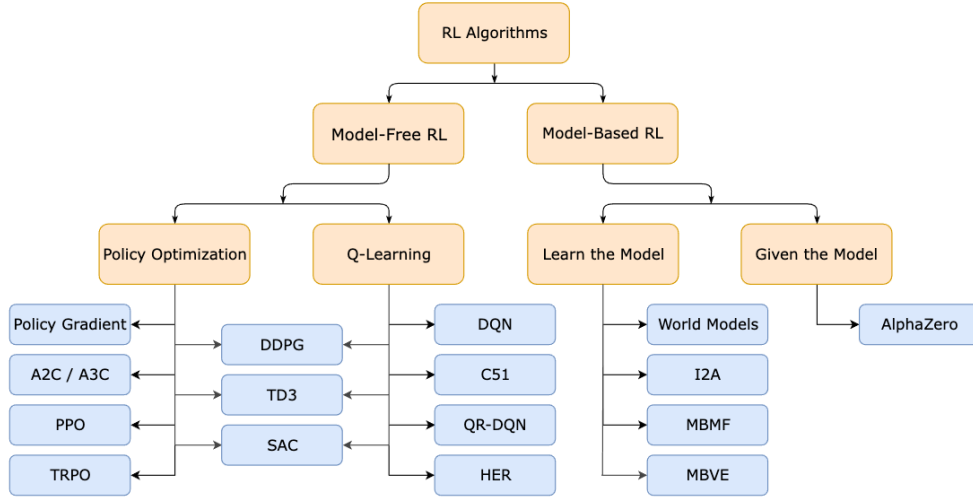 RL Algorithms
Model-Free RL
Model-Based RL
Policy Optimization
Q-Learning
Learn the Model
Given the Model
Policy Gradient
DDPG
DQN
World Models
AlphaZero
A2C / A3C
TD3
C51
I2A
PPO
SAC
QR-DQN
MBMF
TRPO
HER
MBVE